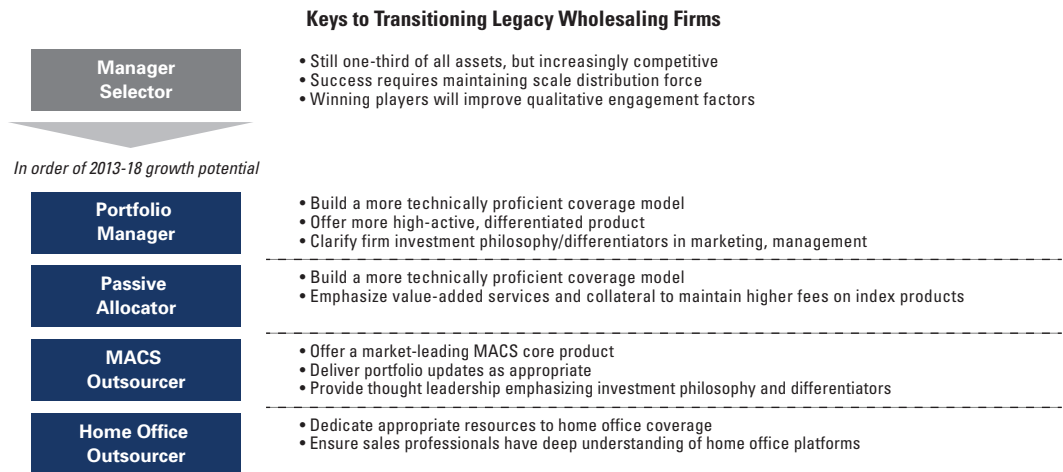 Keys to Transitioning Legacy Wholesaling Firms
Manager
Selector
• Still one-third of all assets, but increasingly competitive
• Success requires maintaining scale distribution force
• Winning players will improve qualitative engagement factors
In order of 2013-18 growth potential
Portfolio
Manager
• Build a more technically proficient coverage model
• Offer more high-active, differentiated product
• Clarify firm investment philosophy/differentiators in marketing, management
Passive
Allocator
• Build a more technically proficient coverage model
• Emphasize value-added services and collateral to maintain higher fees on index products
MACS
Outsourcer
• Offer a market-leading MACS core product
• Deliver portfolio updates as appropriate
• Provide thought leadership emphasizing investment philosophy and differentiators
Home Office
Outsourcer
• Dedicate appropriate resources to home office coverage
• Ensure sales professionals have deep understanding of home office platforms